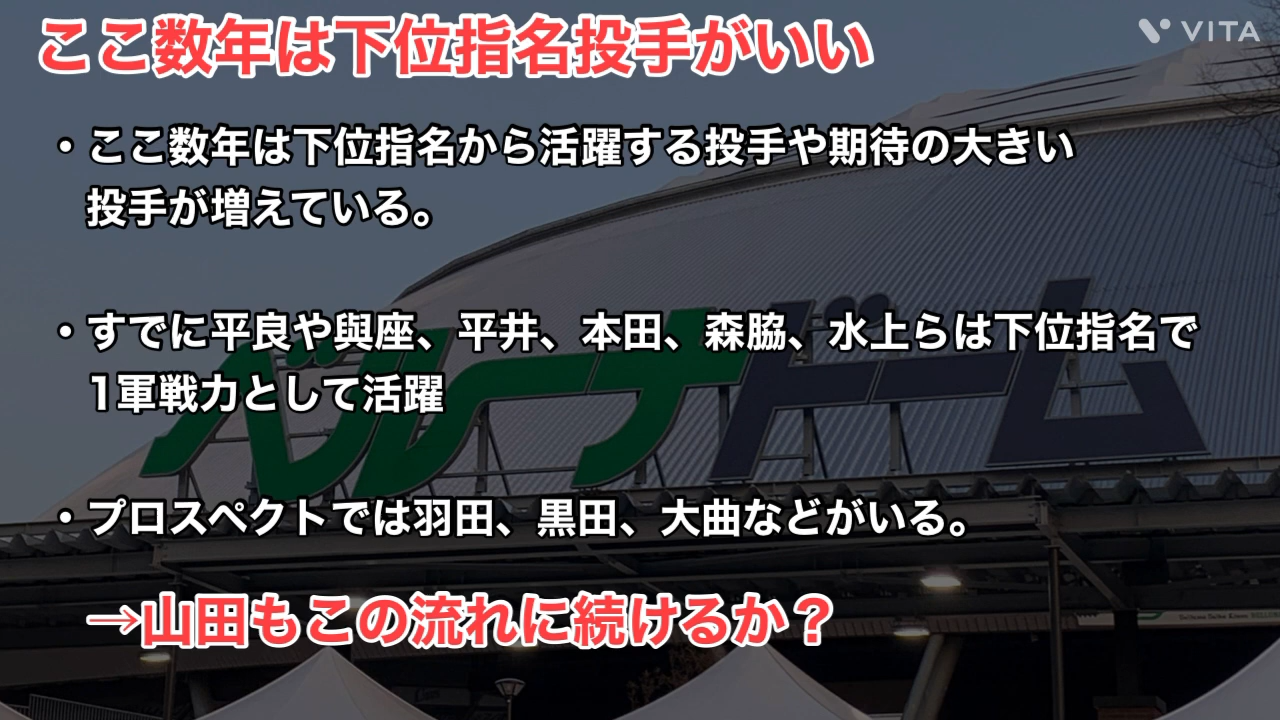 ここ数年は下位指名投手がいい
VITA
・ここ数年は下位指名から活躍する投手や期待の大きい
投手が増えている。
・すでに平良や與座、平井、本田、森脇、水上らは下位指名で
1軍戦力として活躍
ベルーナドーム
・プロスペクトでは羽田、黒田、大曲などがいる。
→山田もこの流れに続けるか？